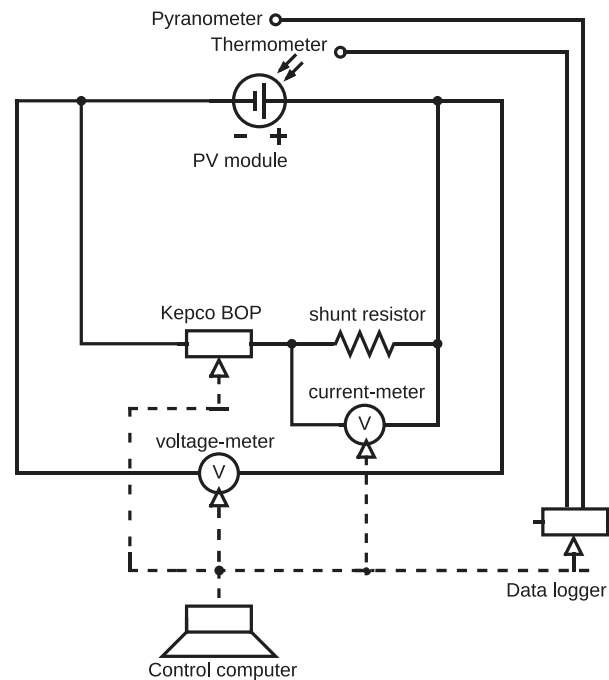 Pyranometer
Thermometer
- +
PV module
Kepco BOP
shunt resistor
current-meter
V
voltage-meter
V
Data logger
Control computer